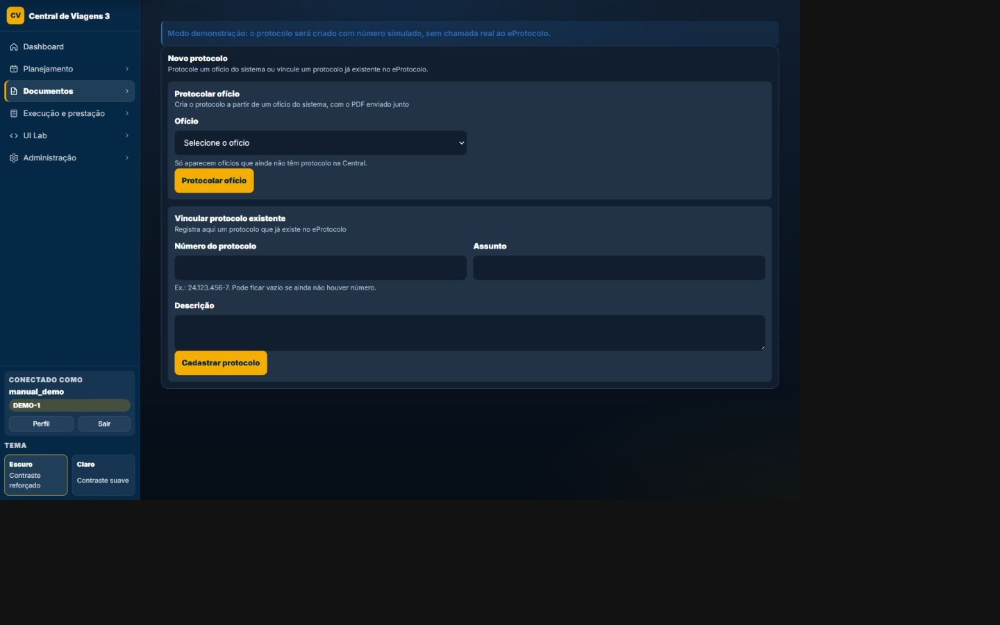 CV Central de Viagens 3
Dashboard
Planejamento
Documentos
Execução e prestação
UI Lab
Administração
CONECTADO COMO
manual_demo
DEMO-1
Perfil Sair
TEMA
Escuro
Contraste reforçado
Claro
Contraste suave
Modo demonstração: o protocolo será criado com número simulado, sem chamada real ao eProtocolo.
Novo protocolo
Protocole um ofício do sistema ou vincule um protocolo já existente no eProtocolo.
Protocolar ofício
Cria o protocolo a partir de um ofício do sistema, com o PDF enviado junto
Ofício
Selecione o ofício
Só aparecem ofícios que ainda não têm protocolo na Central.
Protocolar ofício
Vincular protocolo existente
Registra aqui um protocolo que já existe no eProtocolo
Número do protocolo Assunto
Ex.: 24.123.456-7. Pode ficar vazio se ainda não houver número.
Descrição
Cadastrar protocolo